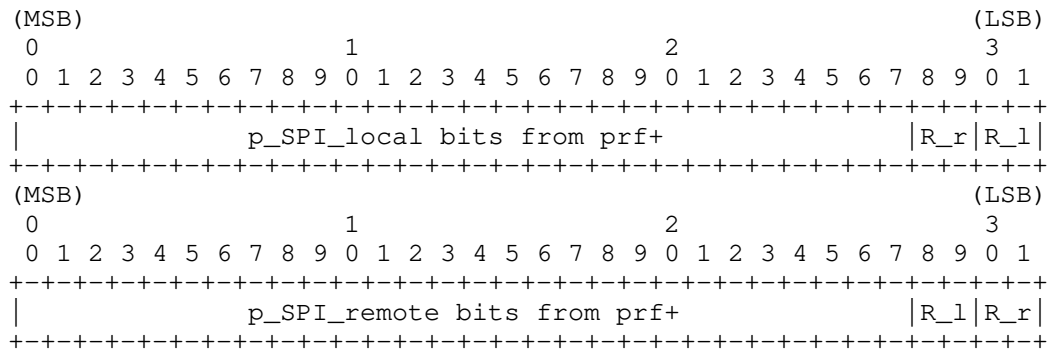 (MSB)                                                       (LSB)
 0                   1                   2                   3
 0 1 2 3 4 5 6 7 8 9 0 1 2 3 4 5 6 7 8 9 0 1 2 3 4 5 6 7 8 9 0 1
+-+-+-+-+-+-+-+-+-+-+-+-+-+-+-+-+-+-+-+-+-+-+-+-+-+-+-+-+-+-+-+-+
|              p_SPI_local bits from prf+               |R_r|R_l|
+-+-+-+-+-+-+-+-+-+-+-+-+-+-+-+-+-+-+-+-+-+-+-+-+-+-+-+-+-+-+-+-+
(MSB)                                                       (LSB)
 0                   1                   2                   3
 0 1 2 3 4 5 6 7 8 9 0 1 2 3 4 5 6 7 8 9 0 1 2 3 4 5 6 7 8 9 0 1
+-+-+-+-+-+-+-+-+-+-+-+-+-+-+-+-+-+-+-+-+-+-+-+-+-+-+-+-+-+-+-+-+
|              p_SPI_remote bits from prf+              |R_l|R_r|
+-+-+-+-+-+-+-+-+-+-+-+-+-+-+-+-+-+-+-+-+-+-+-+-+-+-+-+-+-+-+-+-+